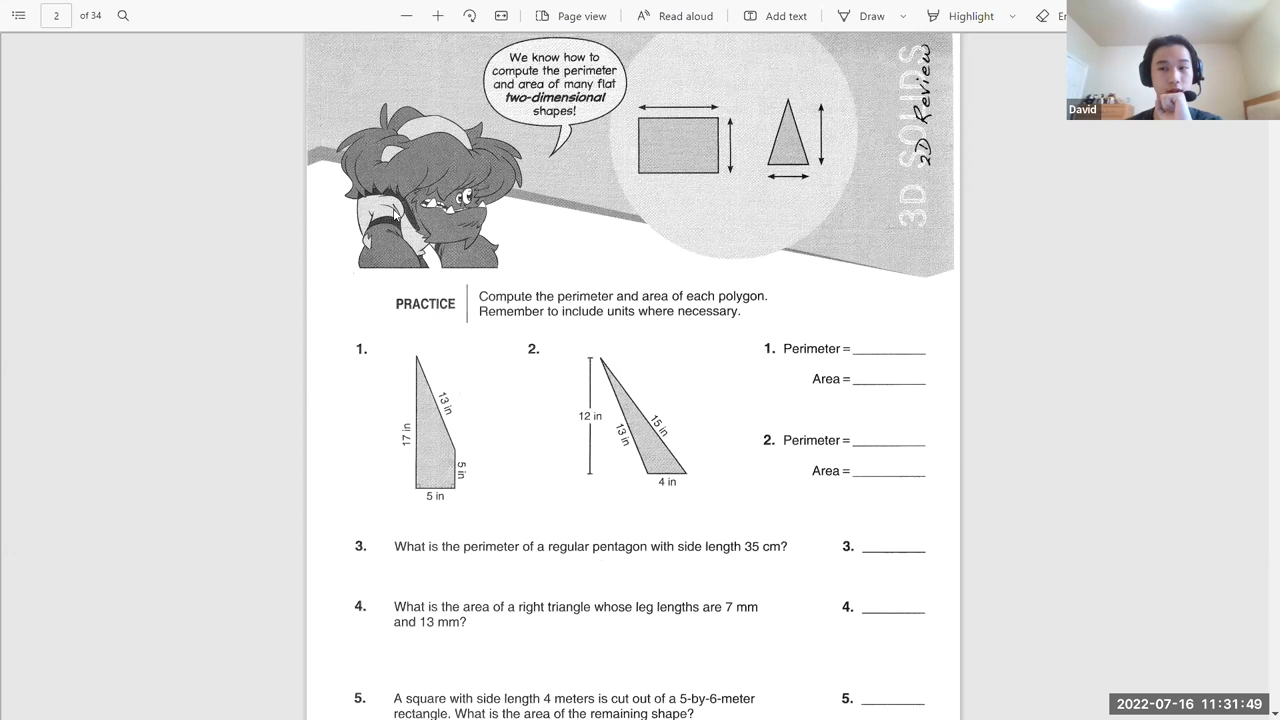 2
of 34
Page view
Read aloud
Add text
Draw
Highlight
David
We know how to
compute the perimeter
and area of many flat
two-dimensional
shapes!
3D SOLIDS
2D Review
PRACTICE
Compute the perimeter and area of each polygon.
Remember to include units where necessary.
1.
13 in
17 in
5 in
5 in
2.
12 in
13 in
15 in
4 in
1. Perimeter = __________
Area = __________
2. Perimeter = __________
Area = __________
3. What is the perimeter of a regular pentagon with side length 35 cm?
3. __________
4. What is the area of a right triangle whose leg lengths are 7 mm
and 13 mm?
4. __________
5. A square with side length 4 meters is cut out of a 5-by-6-meter
rectangle. What is the area of the remaining shape?
5. __________
2022-07-16 11:31:49